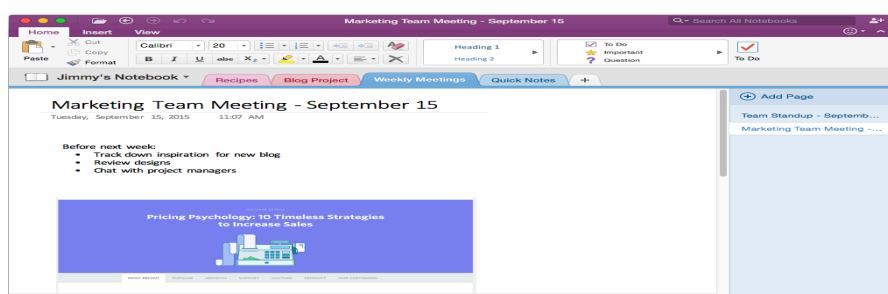 Marketing Team Meeting - September 15
Search All Notebooks
Home Insert View
Paste
Cut
Copy
Format
Calibri 20
B I U abc X₂ A
Heading 1
Heading 2
To Do
Important
Question
To Do
Jimmy's Notebook
Recipes Blog Project Weekly Meetings Quick Notes +
Marketing Team Meeting - September 15
Tuesday, September 15, 2015 11:07 AM
Before next week:
• Track down inspiration for new blog
• Review designs
• Chat with project managers
Pricing Psychology: 10 Timeless Strategies
to Increase Sales
Add Page
Team Standup - Septemb...
Marketing Team Meeting -...